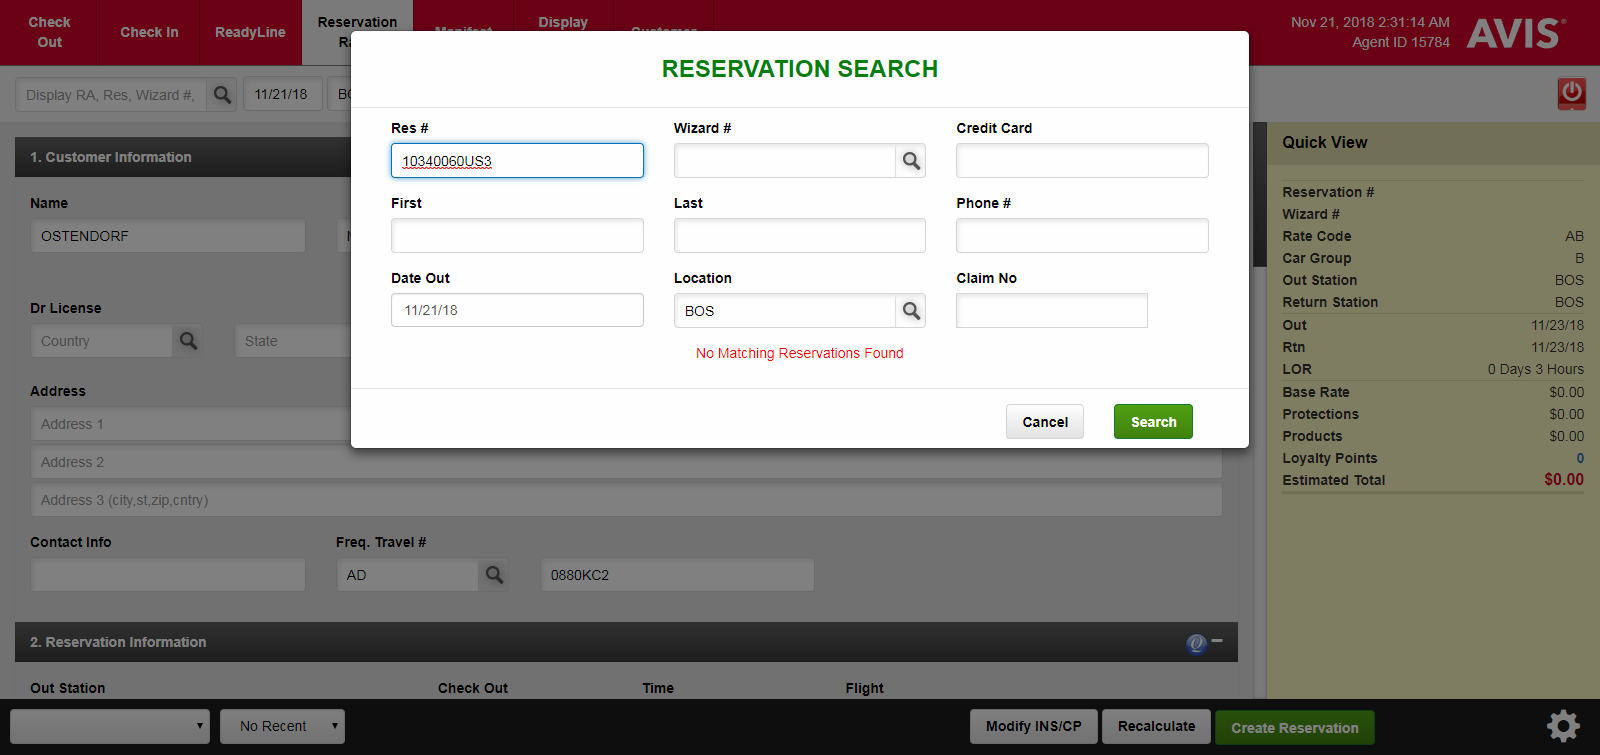 Check Out
Check In
ReadyLine
Reservation
Display
Nov 21, 2018 2:31:14 AM
Agent ID 15784
AVIS
Display RA, Res, Wizard #,
11/21/18
RESERVATION SEARCH
Res #
Wizard #
Credit Card
10340060US3
First
Last
Phone #
Date Out
Location
Claim No
11/21/18
BOS
No Matching Reservations Found
Cancel
Search
1. Customer Information
Name
OSTENDORF
Dr License
Country
State
Address
Address 1
Address 2
Address 3 (city,st,zip,cntry)
Contact Info
Freq. Travel #
AD
0880KC2
2. Reservation Information
Out Station
Check Out
Time
Flight
Quick View
Reservation #
Wizard #
Rate Code AB
Car Group B
Out Station BOS
Return Station BOS
Out 11/23/18
Rtn 11/23/18
LOR 0 Days 3 Hours
Base Rate $0.00
Protections $0.00
Products $0.00
Loyalty Points 0
Estimated Total $0.00
No Recent
Modify INS/CP
Recalculate
Create Reservation